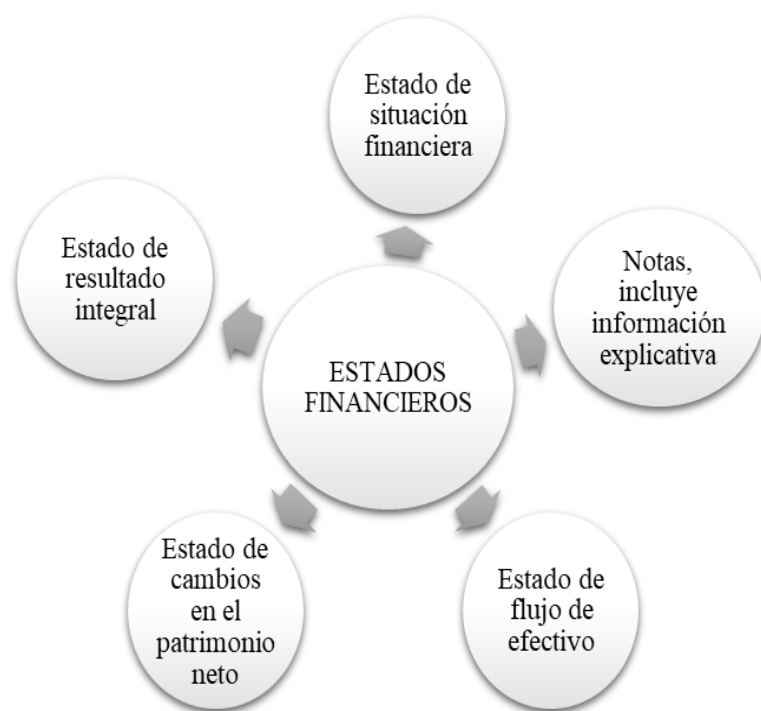 Estado de
situación
financiera
Estado de
resultado
integral
Notas,
incluye
información
explicativa
ESTADOS
FINANCIEROS
Estado de
cambios
en el
patrimonio
neto
Estado de
flujo de
efectivo